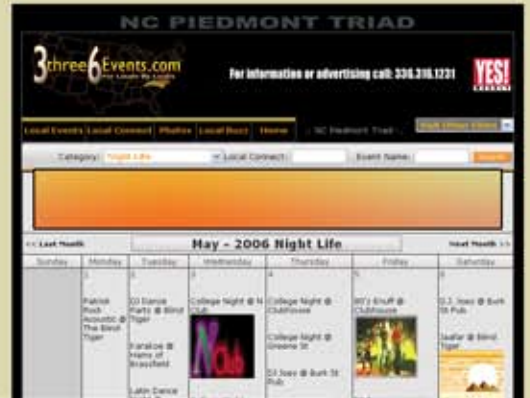 NC PIEDMONT TRIAD
3three6Events.com
For Locals By Locals
For information or advertising call: 336.316.1231
YES!
WEEKLY
Local Events Local Connect Photos Local Buzz Home NC Piedmont Triad
Category: Night Life Local Connect: Event Name: Search
<< Last Month May - 2006 Night Life Next Month >>
Sunday Monday Tuesday Wednesday Thursday Friday Saturday
1 2 3 4 5 6
Patrick Rock Acoustic @ The Blind Tiger
DJ Dance Party @ Blind Tiger
Karaoke @ Hams of Brassfield
Latin Dance
College Night @ N Club
N Club
College Night @ Clubhouse
College Night @ Greene St
DJ Joey @ Burk St Pub
80's Enuff @ Clubhouse
D.J. Joey @ Burk St Pub
@ Blind Tiger